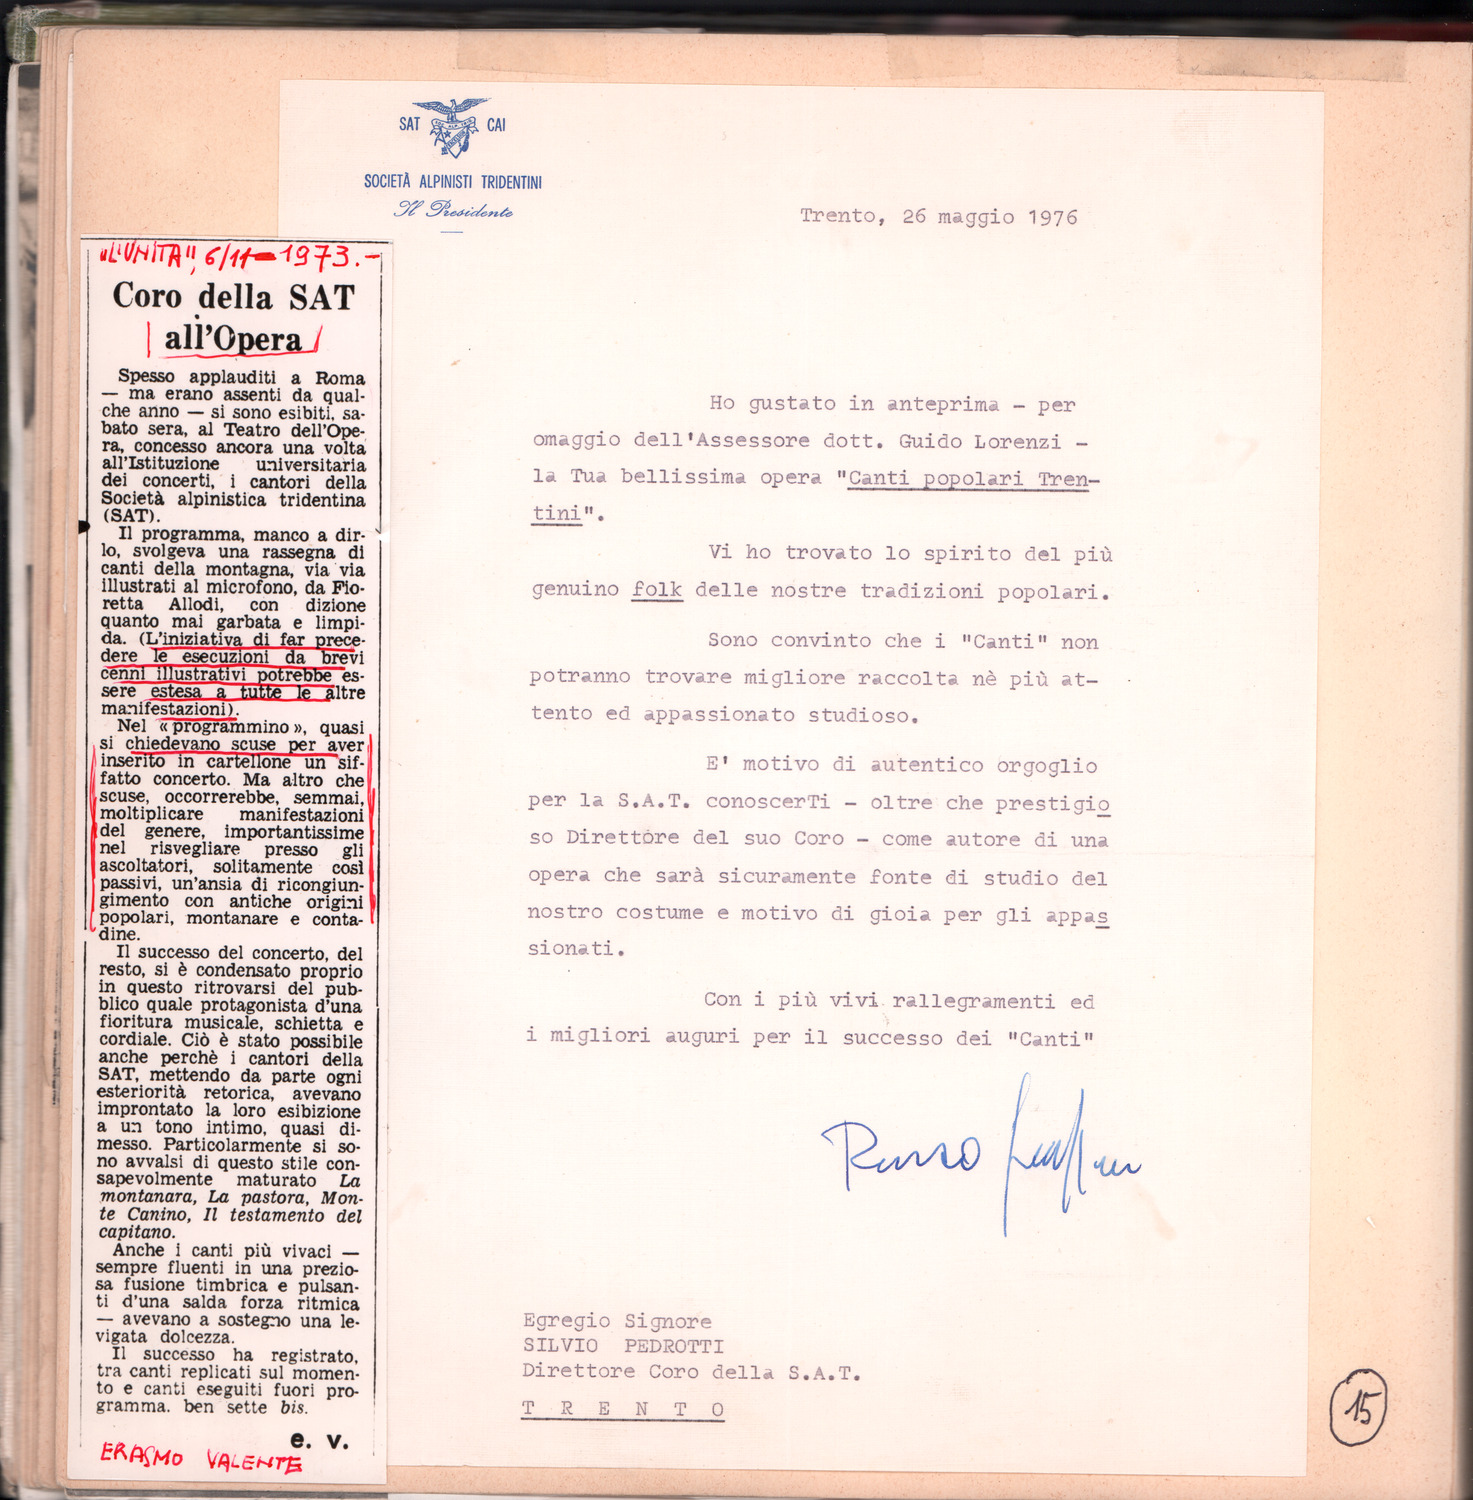 "L'UNITA", 6/11-1973.-
Coro della SAT
all'Opera
Spesso applauditi a Roma
— ma erano assenti da qual-
che anno — si sono esibiti, sa-
bato sera, al Teatro dell'Ope-
ra, concesso ancora una volta
all'Istituzione universitaria
dei concerti, i cantori della
Società alpinistica tridentina
(SAT).
Il programma, manco a dir-
lo, svolgeva una rassegna di
canti della montagna, via via
illustrati al microfono, da Fio-
retta Allodi, con dizione
quanto mai garbata e limpi-
da. (L'iniziativa di far prece-
dere le esecuzioni da brevi
cenni illustrativi potrebbe es-
sere estesa a tutte le altre
manifestazioni).
Nel «programmino», quasi
si chiedevano scuse per aver
inserito in cartellone un sif-
fatto concerto. Ma altro che
scuse, occorrerebbe, semmai,
moltiplicare manifestazioni
del genere, importantissime
nel risvegliare presso gli
ascoltatori, solitamente così
passivi, un'ansia di ricongiun-
gimento con antiche origini
popolari, montanare e conta-
dine.
Il successo del concerto, del
resto, si è condensato proprio
in questo ritrovarsi del pub-
blico quale protagonista d'una
fioritura musicale, schietta e
cordiale. Ciò è stato possibile
anche perchè i cantori della
SAT, mettendo da parte ogni
esteriorità retorica, avevano
improntato la loro esibizione
a un tono intimo, quasi di-
messo. Particolarmente si so-
no avvalsi di questo stile con-
sapevolmente maturato La
montanara, La pastora, Mon-
te Canino, Il testamento del
capitano.
Anche i canti più vivaci —
sempre fluenti in una prezio-
sa fusione timbrica e pulsan-
ti d'una salda forza ritmica
— avevano a sostegno una le-
vigata dolcezza.
Il successo ha registrato,
tra canti replicati sul momen-
to e canti eseguiti fuori pro-
gramma. ben sette bis.
e. v.
ERASMO VALENTE
SAT CAI
SOCIETÀ ALPINISTI TRIDENTINI
Il Presidente
Trento, 26 maggio 1976
Ho gustato in anteprima - per
omaggio dell'Assessore dott. Guido Lorenzi -
la Tua bellissima opera "Canti popolari Tren-
tini".
Vi ho trovato lo spirito del più
genuino folk delle nostre tradizioni popolari.
Sono convinto che i "Canti" non
potranno trovare migliore raccolta nè più at-
tento ed appassionato studioso.
E' motivo di autentico orgoglio
per la S.A.T. conoscerTi - oltre che prestigio
so Direttore del suo Coro - come autore di una
opera che sarà sicuramente fonte di studio del
nostro costume e motivo di gioia per gli appas
sionati.
Con i più vivi rallegramenti ed
i migliori auguri per il successo dei "Canti"
Egregio Signore
SILVIO PEDROTTI
Direttore Coro della S.A.T.
T R E N T O
15